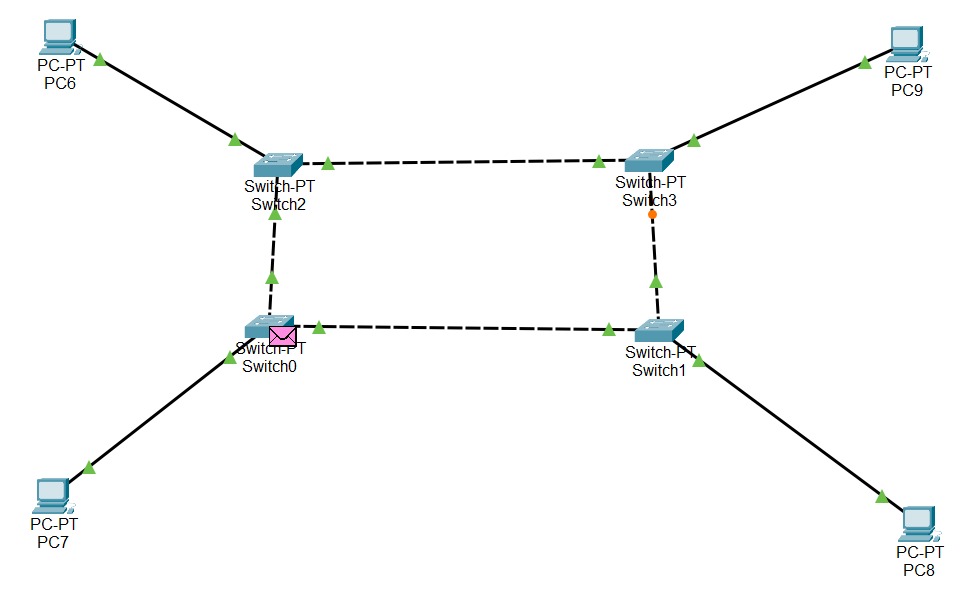 PC-PT
PC6
PC-PT
PC9
Switch-PT
Switch2
Switch-PT
Switch3
Switch-PT
Switch0
Switch-PT
Switch1
PC-PT
PC7
PC-PT
PC8